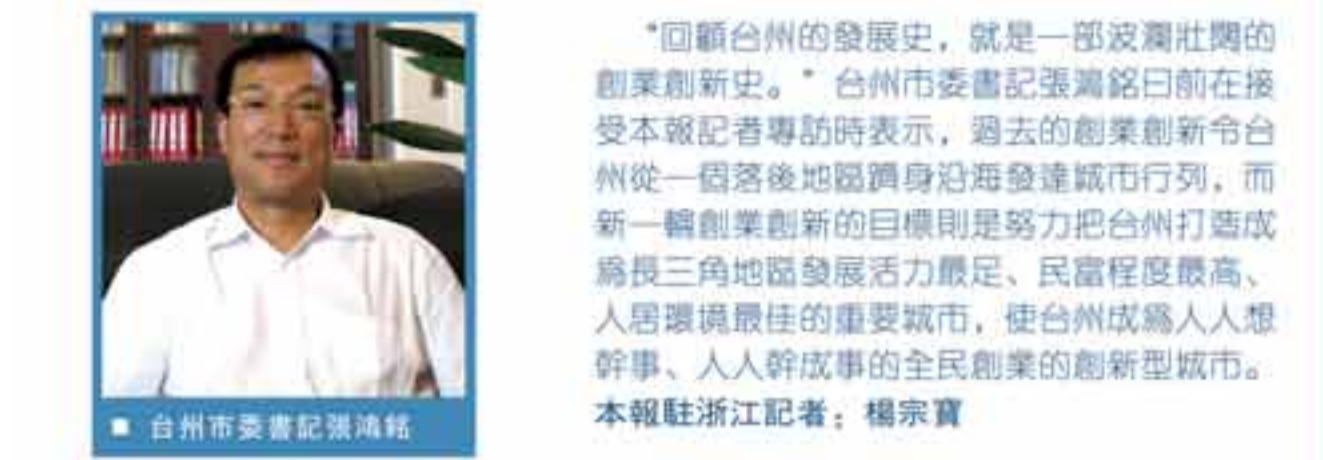 ■ 台州市委書記張鴻銘
“回顧台州的發展史，就是一部波瀾壯闊的
創業創新史。”台州市委書記張鴻銘日前在接
受本報記者專訪時表示，過去的創業創新令台
州從一個落後地區躋身沿海發達城市行列，而
新一輪創業創新的目標則是努力把台州打造成
爲長三角地區發展活力最足、民富程度最高、
人居環境最佳的重要城市，使台州成爲人人想
幹事、人人幹成事的全民創業的創新型城市。
本報駐浙江記者：楊宗寶